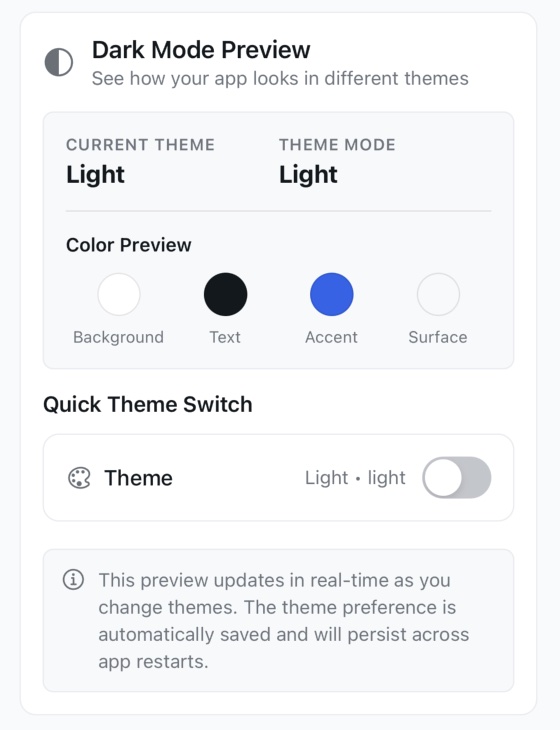 Dark Mode Preview
See how your app looks in different themes
CURRENT THEME
THEME MODE
Light
Light
Color Preview
Background
Text
Accent
Surface
Quick Theme Switch
Theme
Light • light
This preview updates in real-time as you
change themes. The theme preference is
automatically saved and will persist across
app restarts.